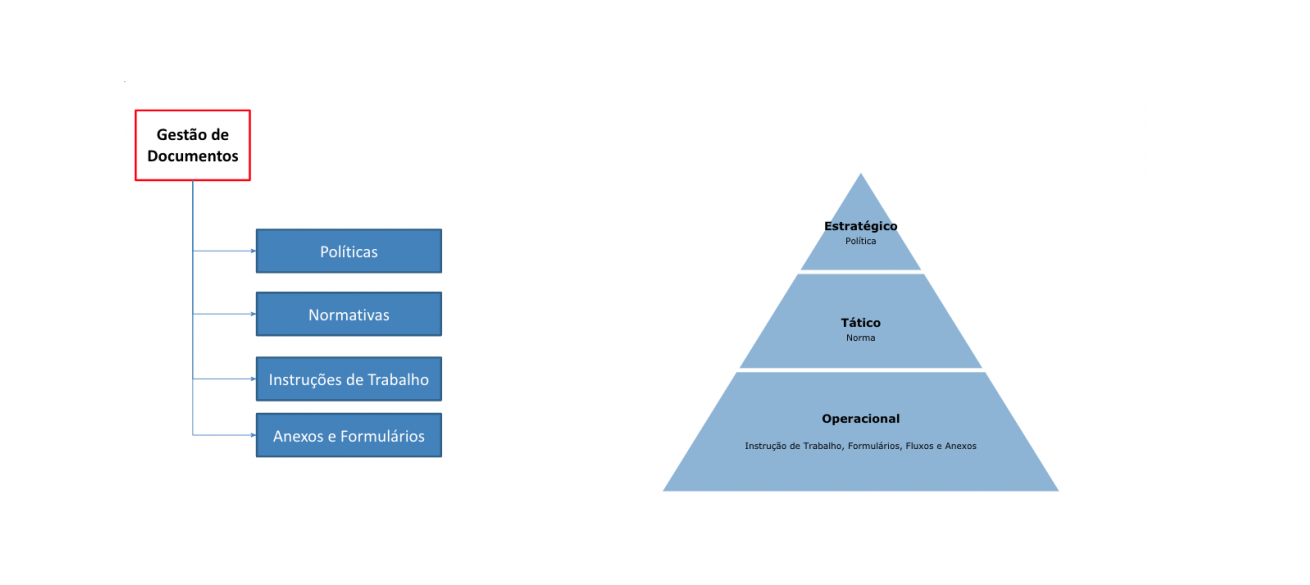 Gestão de
Documentos
Políticas
Normativas
Instruções de Trabalho
Anexos e Formulários
Estratégico
Política
Tático
Norma
Operacional
Instrução de Trabalho, Formulários, Fluxos e Anexos